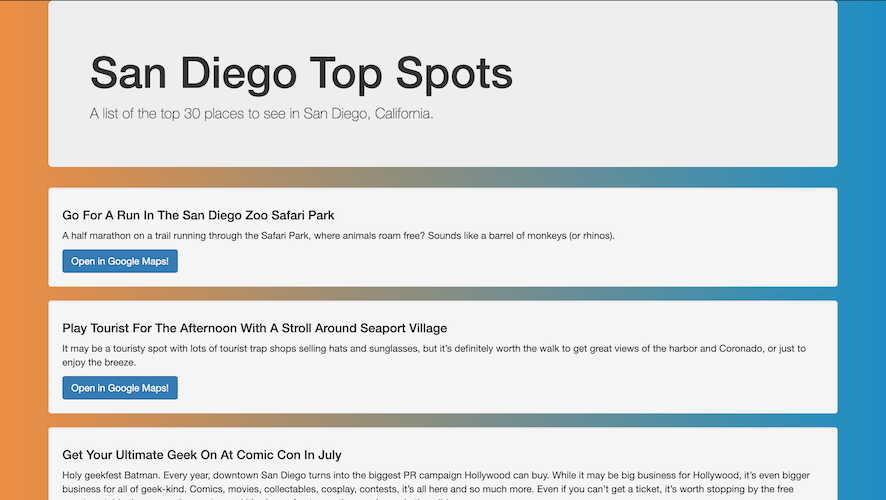 San Diego Top Spots
A list of the top 30 places to see in San Diego, California.
Go For A Run In The San Diego Zoo Safari Park
A half marathon on a trail running through the Safari Park, where animals roam free? Sounds like a barrel of monkeys (or rhinos).
Open in Google Maps!
Play Tourist For The Afternoon With A Stroll Around Seaport Village
It may be a touristy spot with lots of tourist trap shops selling hats and sunglasses, but it's definitely worth the walk to get great views of the harbor and Coronado, or just to
enjoy the breeze.
Open in Google Maps!
Get Your Ultimate Geek On At Comic Con In July
Holy geekfest Batman. Every year, downtown San Diego turns into the biggest PR campaign Hollywood can buy. While it may be big business for Hollywood, it's even bigger
business for all of geek-kind. Comics, movies, collectables, cosplay, contests, it's all here and so much more. Even if you can't get a ticket, it's worth stopping by the free